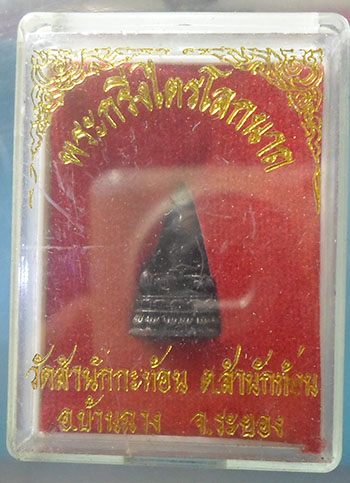 พระกริ่งไตรโลกนาถ
วัดสำนักกะท้อน ต.สำนักท้อน
อ.บ้านฉาง จ.ระยอง